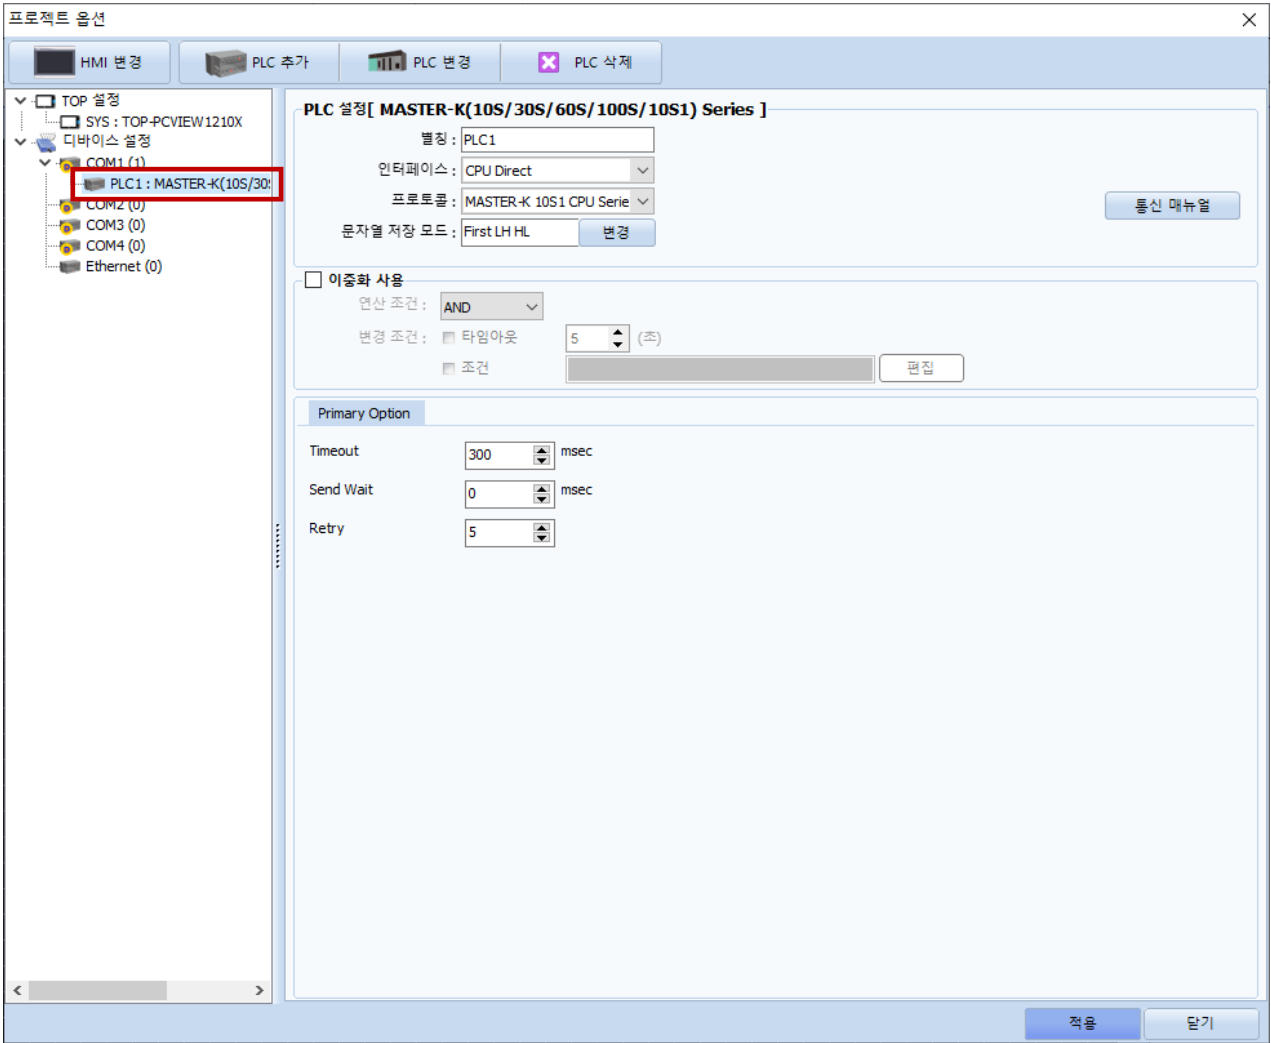 프로젝트 옵션
HMI 변경
PLC 추가
PLC 변경
PLC 삭제
TOP 설정
SYS : TOP-PCVIEW1210X
디바이스 설정
COM1 (1)
PLC1 : MASTER-K(10S/30S
COM2 (0)
COM3 (0)
COM4 (0)
Ethernet (0)
PLC 설정[ MASTER-K(10S/30S/60S/100S/10S1) Series ]
별칭 : PLC1
인터페이스 : CPU Direct
프로토콜 : MASTER-K 10S1 CPU Serie
통신 매뉴얼
문자열 저장 모드 : First LH HL 변경
이중화 사용
연산 조건 : AND
변경 조건 : 타임아웃 5 (초)
조건 편집
Primary Option
Timeout 300 msec
Send Wait 0 msec
Retry 5
적용 닫기